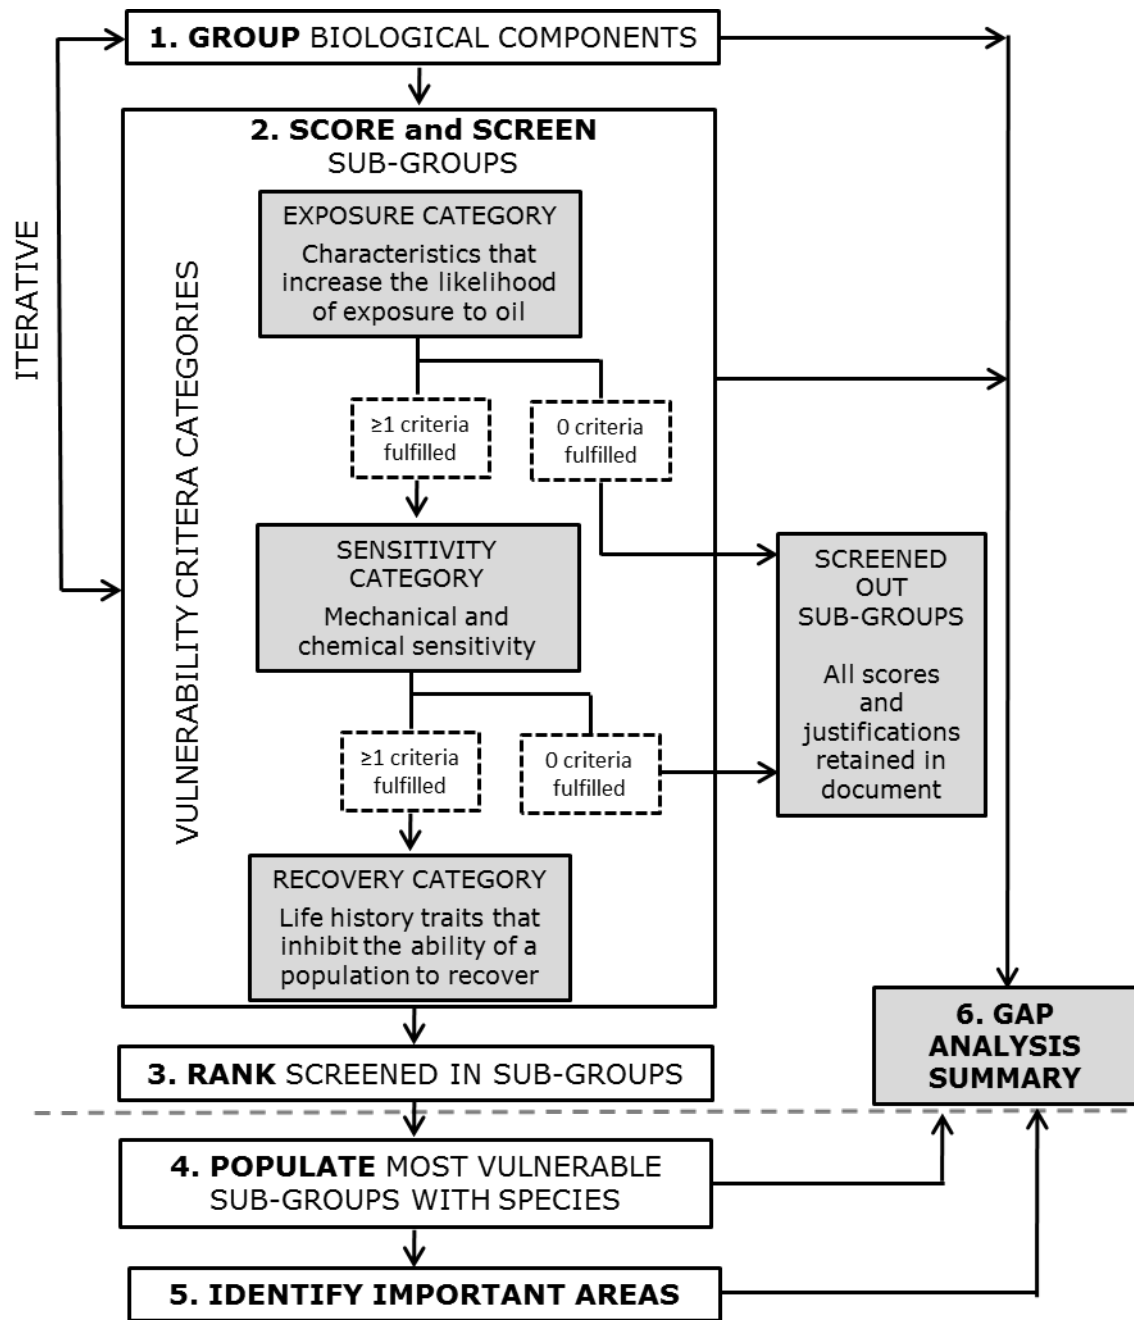 1. GROUP BIOLOGICAL COMPONENTS
ITERATIVE
2. SCORE and SCREEN
SUB-GROUPS
VULNERABILITY CRITERA CATEGORIES
EXPOSURE CATEGORY
Characteristics that
increase the likelihood
of exposure to oil
≥1 criteria
fulfilled
0 criteria
fulfilled
SENSITIVITY
CATEGORY
Mechanical and
chemical sensitivity
SCREENED
OUT
SUB-GROUPS
All scores
and
justifications
retained in
document
≥1 criteria
fulfilled
0 criteria
fulfilled
RECOVERY CATEGORY
Life history traits that
inhibit the ability of a
population to recover
6. GAP
ANALYSIS
SUMMARY
3. RANK SCREENED IN SUB-GROUPS
4. POPULATE MOST VULNERABLE
SUB-GROUPS WITH SPECIES
5. IDENTIFY IMPORTANT AREAS